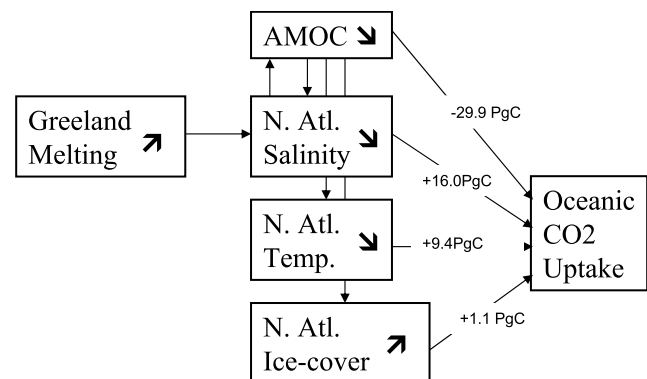 AMOC
Greeland
Melting
N. Atl.
Salinity
N. Atl.
Temp.
N. Atl.
Ice-cover
-29.9 PgC
+16.0PgC
+9.4PgC
+1.1 PgC
Oceanic
CO2
Uptake